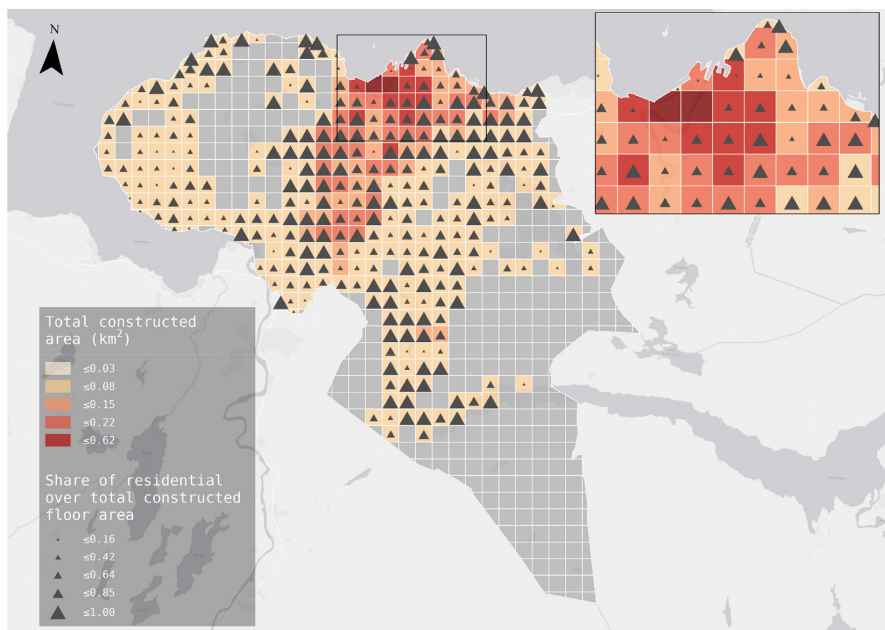 N
Total constructed
area (km²)
≤0.03
≤0.08
≤0.15
≤0.22
≤0.62
Share of residential
over total constructed
floor area
≤0.16
≤0.42
≤0.64
≤0.85
≤1.00